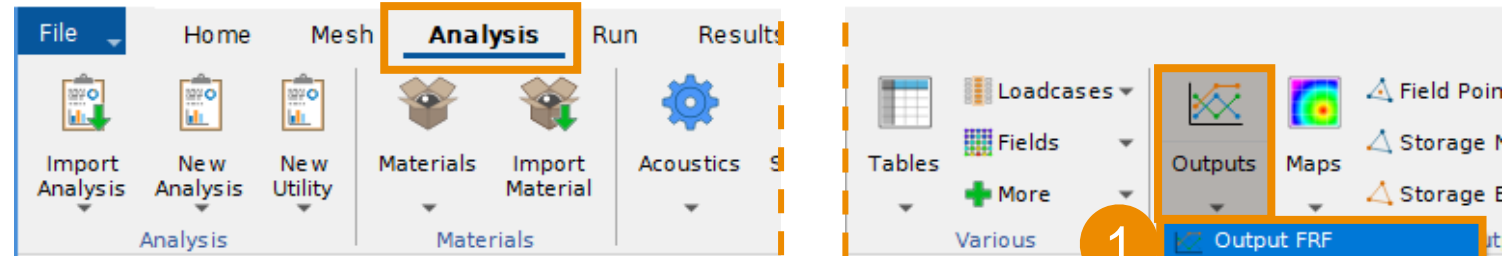 File Home Mesh Analysis Run Results
Import Analysis
New Analysis
New Utility
Materials
Import Material
Acoustics
Analysis
Materials
Tables
Loadcases
Fields
More
Outputs
Maps
Field Poin
Storage
Storage
Various
1
Output FRF